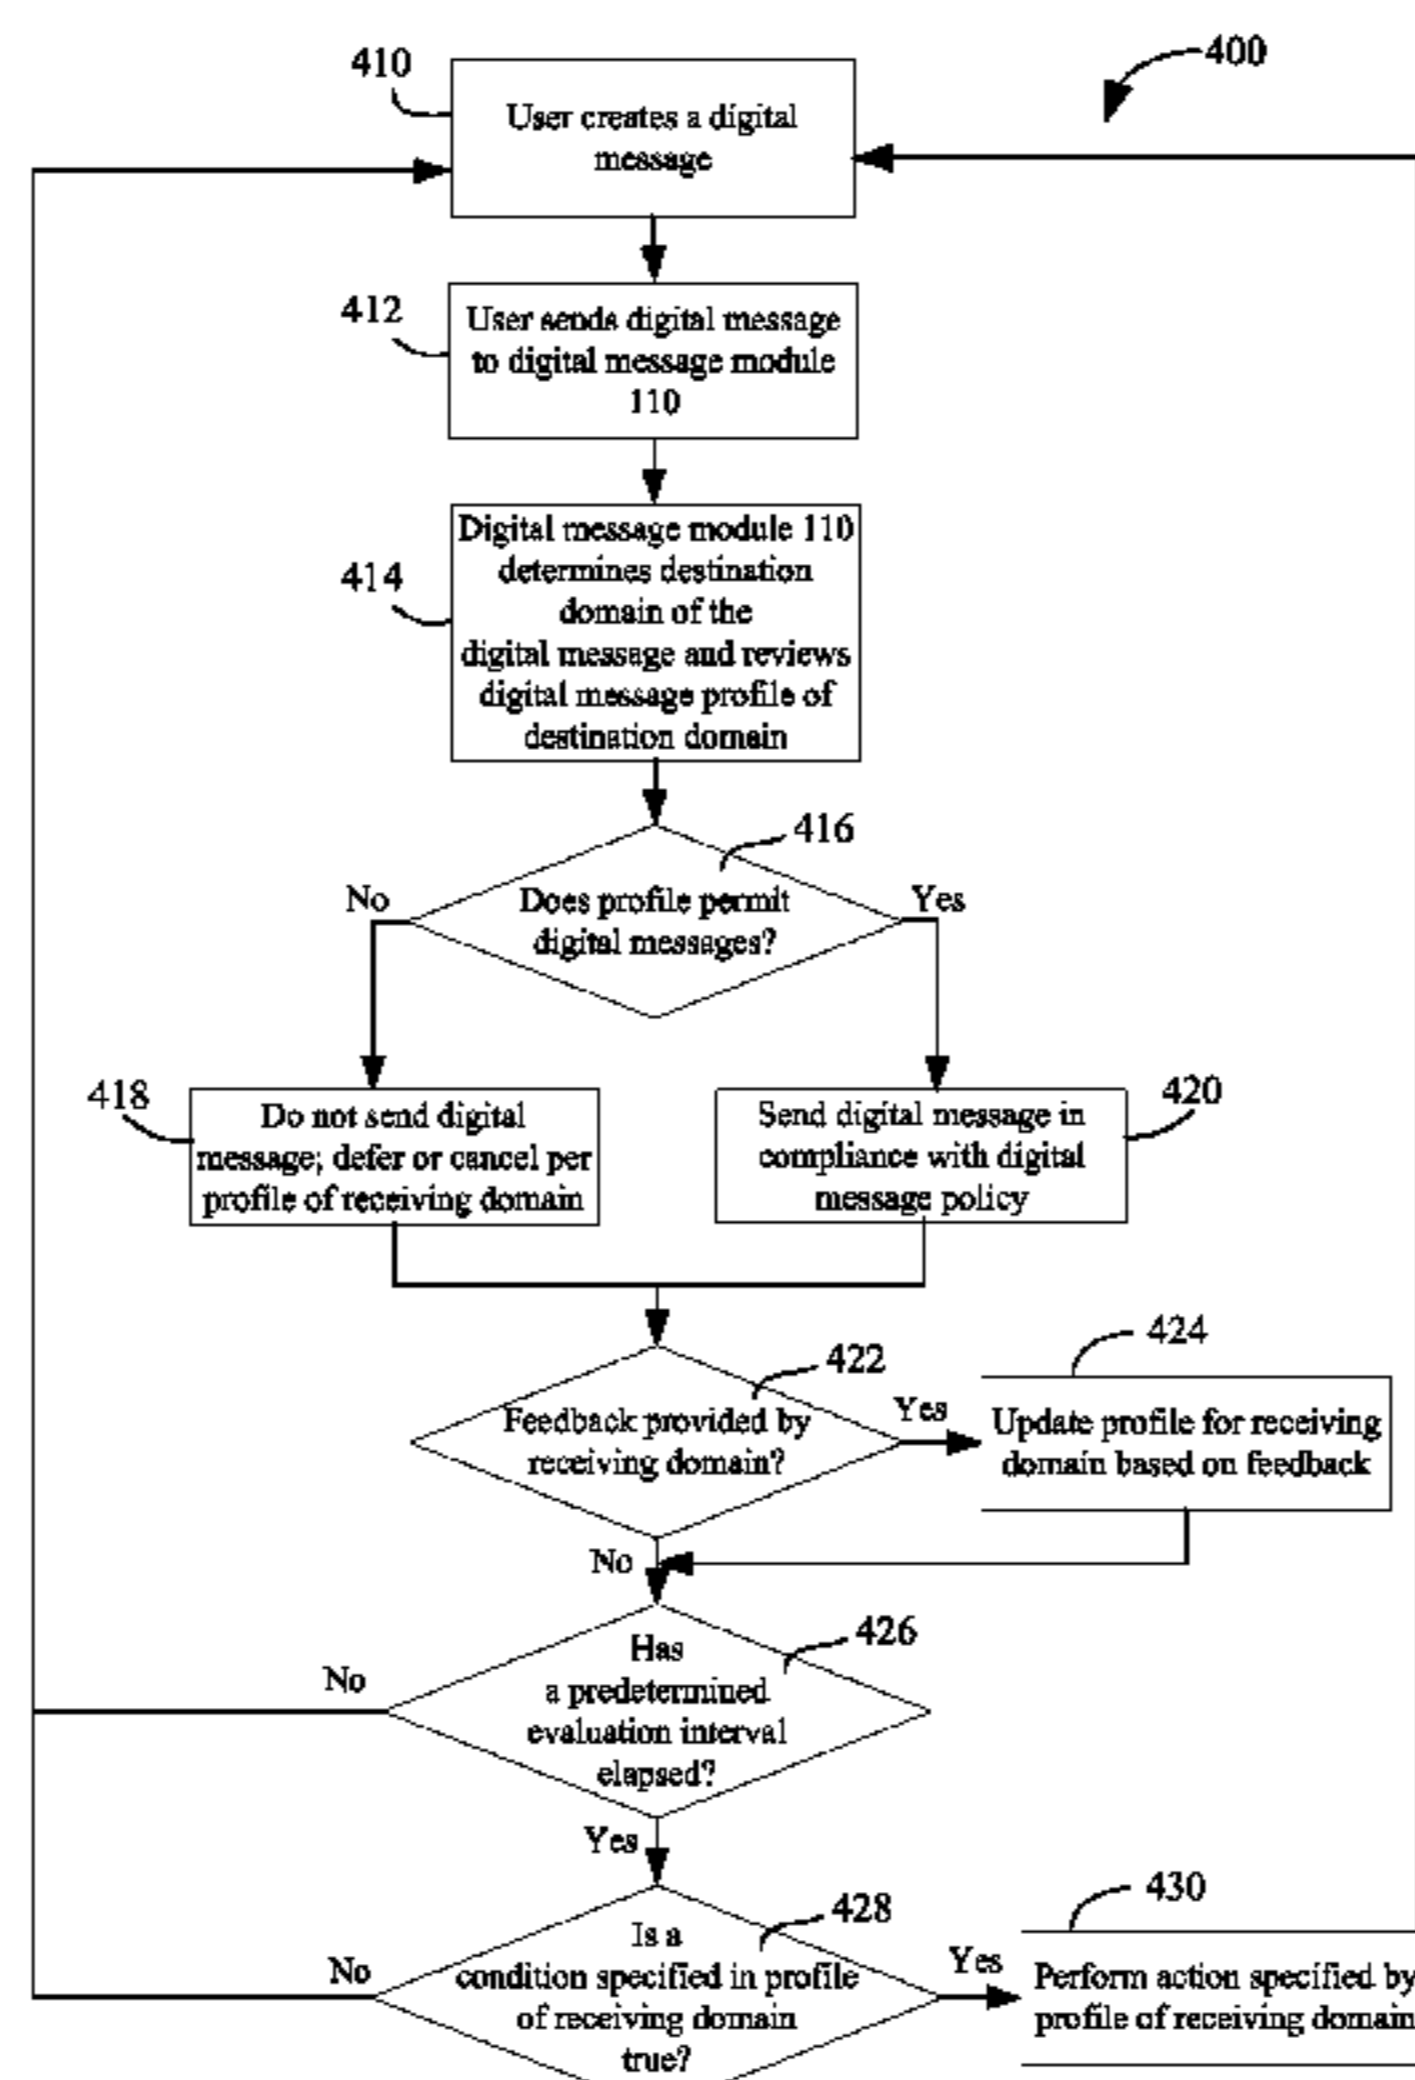 400
410
User creates a digital
message
412
User sends digital message
to digital message module
110
414
Digital message module 110
determines destination
domain of the
digital message and reviews
digital message profile of
destination domain
416
No
Yes
Does profile permit
digital messages?
418
Do not send digital
message; defer or cancel per
profile of receiving domain
420
Send digital message in
compliance with digital
message policy
422
Feedback provided by
receiving domain?
Yes
424
Update profile for receiving
domain based on feedback
No
426
Has
a predetermined
evaluation interval
elapsed?
No
Yes
428
Is a
condition specified in profile
of receiving domain
true?
No
Yes
430
Perform action specified by
profile of receiving domain